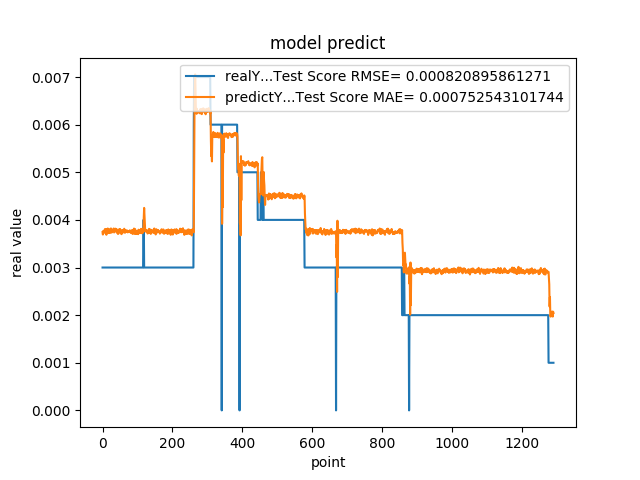 model predict
realY...Test Score RMSE= 0.000820895861271
predictY...Test Score MAE= 0.000752543101744
real value
0.007
0.006
0.005
0.004
0.003
0.002
0.001
0.000
0 200 400 600 800 1000 1200
point